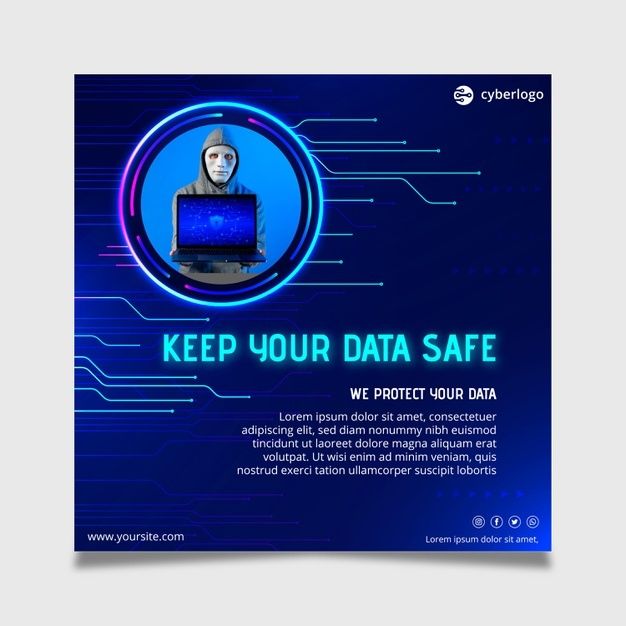 cyberlogo
KEEP YOUR DATA SAFE
WE PROTECT YOUR DATA
Lorem ipsum dolor sit amet, consectetuer
adipiscing elit, sed diam nonummy nibh euismod
tincidunt dolore magna aliquam erat
volutpat. Ut wisi enim ad minim veniam, quis
nostrud exerci tation ullamcorper suscipit lobortis
www.yoursite.com
Lorem ipsum dolor sit amet,